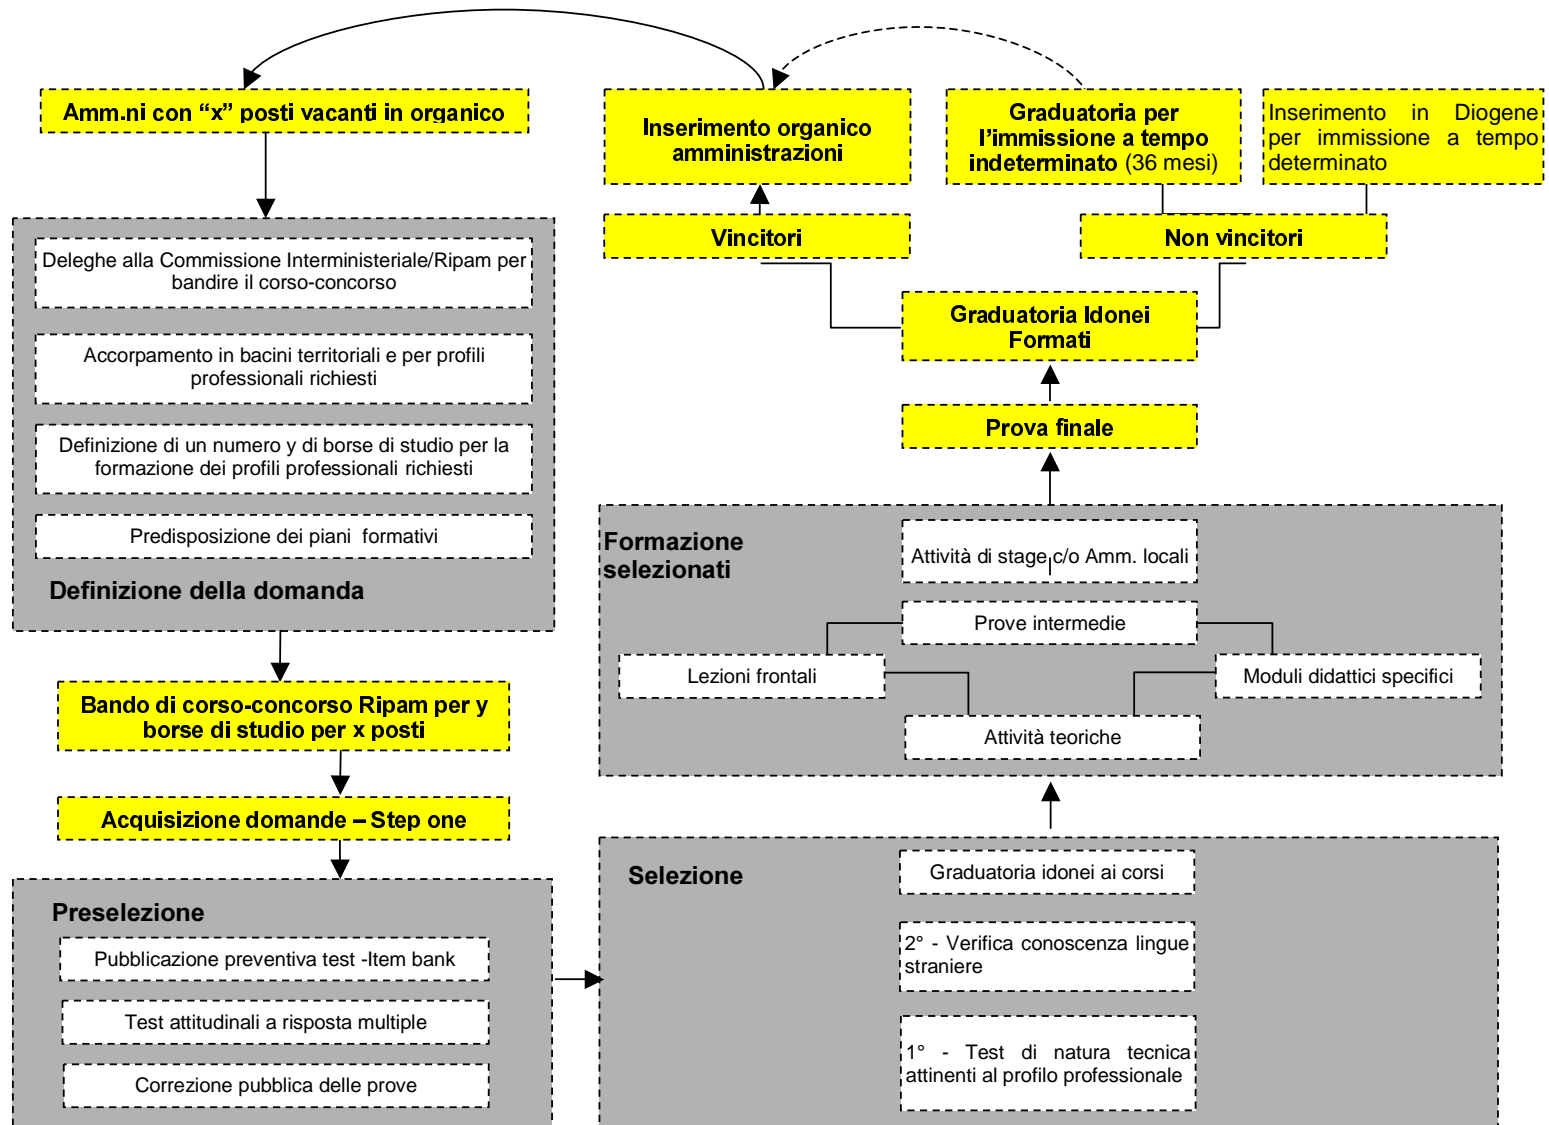 Amm.ni con “x” posti vacanti in organico
Deleghe alla Commissione Interministeriale/Ripam per
bandire il corso-concorso
Accorpamento in bacini territoriali e per profili
professionali richiesti
Definizione di un numero y di borse di studio per la
formazione dei profili professionali richiesti
Predisposizione dei piani formativi
Definizione della domanda
Bando di corso-concorso Ripam per y
borse di studio per x posti
Acquisizione domande – Step one
Preselezione
Pubblicazione preventiva test -Item bank
Test attitudinali a risposta multiple
Correzione pubblica delle prove
Inserimento organico
amministrazioni
Graduatoria per
l’immissione a tempo
indeterminato (36 mesi)
Inserimento in Diogene
per immissione a tempo
determinato
Vincitori
Non vincitori
Graduatoria Idonei
Formati
Prova finale
Formazione
selezionati
Attività di stage c/o Amm. locali
Prove intermedie
Lezioni frontali
Moduli didattici specifici
Attività teoriche
Selezione
Graduatoria idonei ai corsi
2° - Verifica conoscenza lingue
straniere
1° - Test di natura tecnica
attinenti al profilo professionale